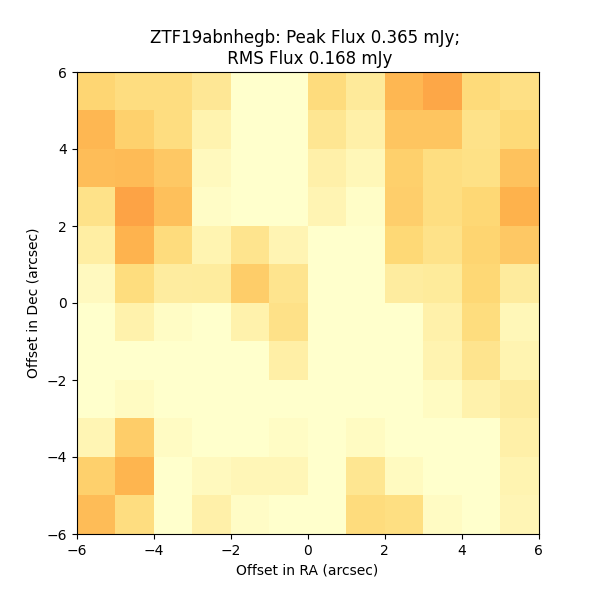 ZTF19abnhegb: Peak Flux 0.365 mJy;
RMS Flux 0.168 mJy
6
4
2
0
−2
−4
−6
Offset in Dec (arcsec)
−6 −4 −2 0 2 4 6
Offset in RA (arcsec)